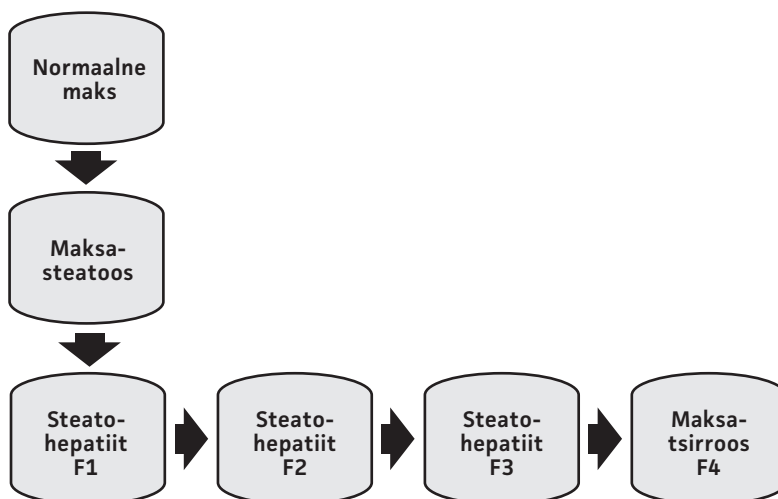 Normaalne
maks
Maksa-
steatoos
Steato-
hepatiit
F1
Steato-
hepatiit
F2
Steato-
hepatiit
F3
Maksa-
tsirroos
F4